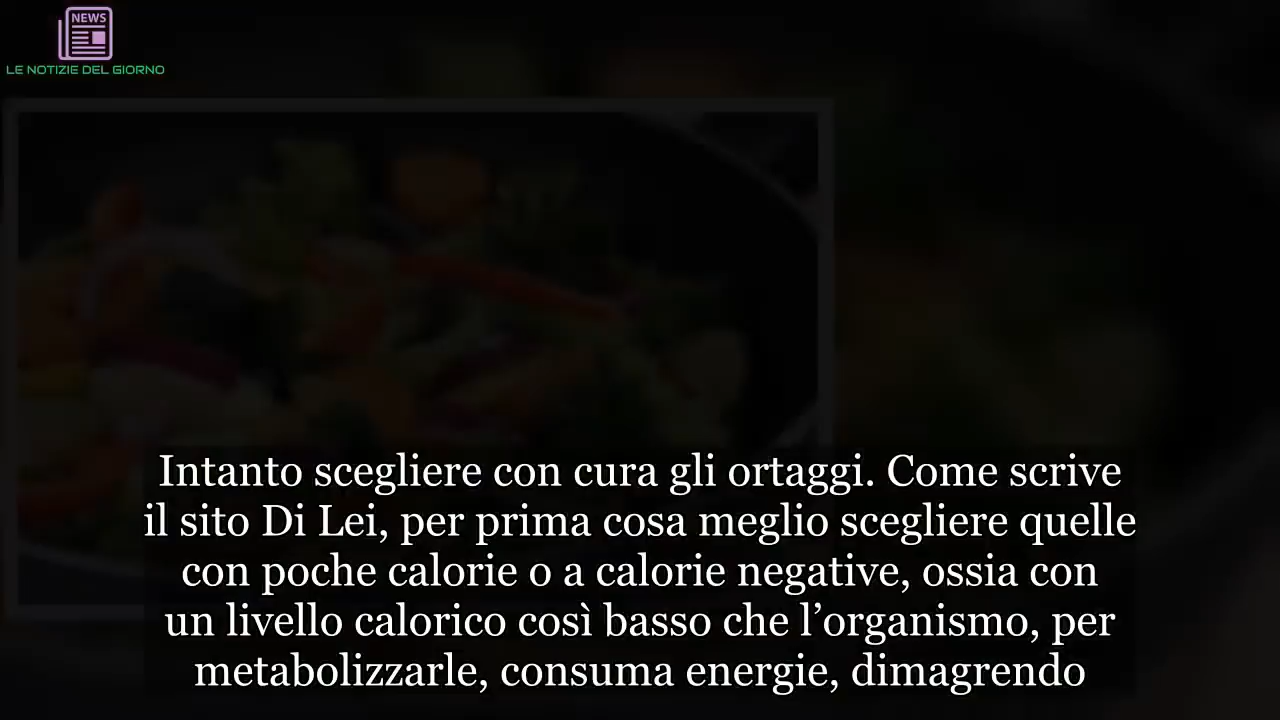 NEWS
LE NOTIZIE DEL GIORNO
Intanto scegliere con cura gli ortaggi. Come scrive
il sito Di Lei, per prima cosa meglio scegliere quelle
con poche calorie o a calorie negative, ossia con
un livello calorico così basso che l’organismo, per
metabolizzarle, consuma energie, dimagrendo